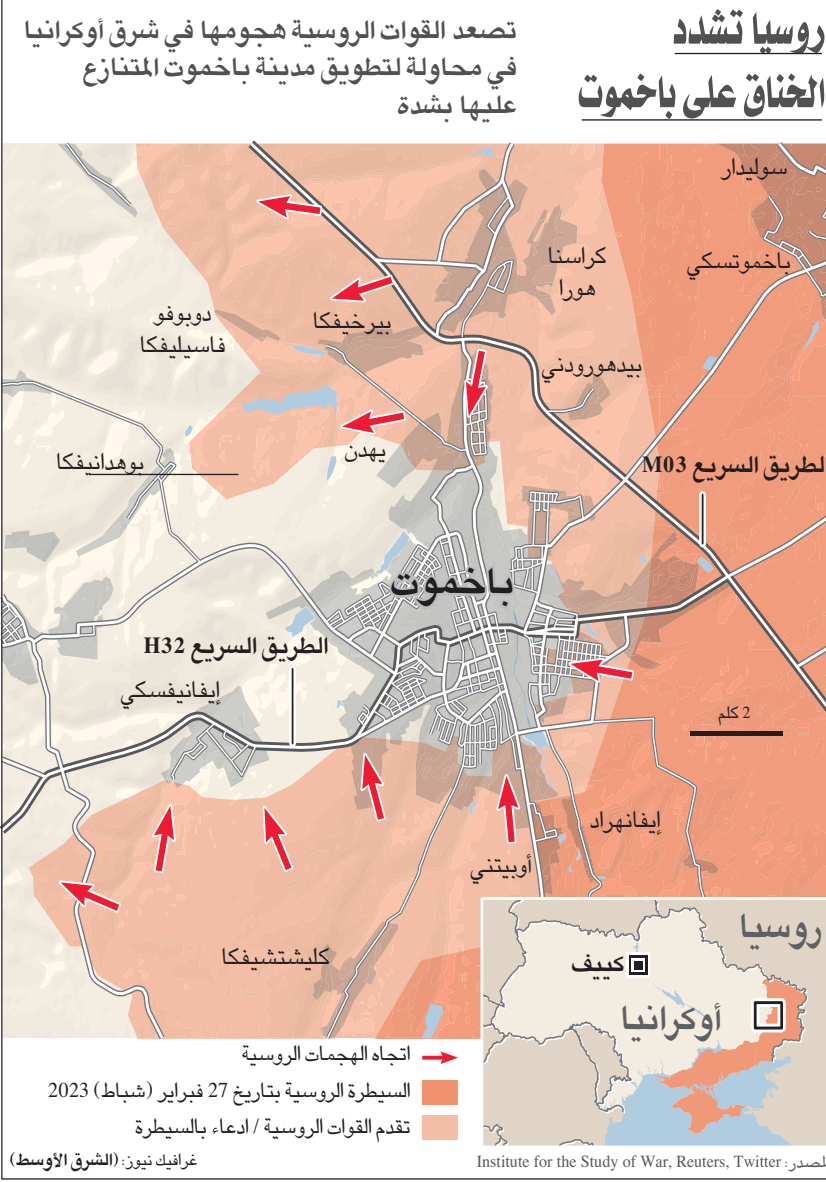 روسيا تشدد
الخناق على باخموت
تصعد القوات الروسية هجومها في شرق أوكرانيا
في محاولة لتطويق مدينة باخموت المتنازع
عليها بشدة
سوليدار
باخموتسكي
كراسنا
هورا
دوبوفو
فاسيليفكا
بيرخيفكا
بيدهورودني
يهدن
بوهدانيفكا
لطريق السريع M03
باخموت
الطريق السريع H32
إيفانيفسكي
2 كلم
إيفانهراد
أوبيتني
كليشتشيفكا
روسيا
كييف
أوكرانيا
اتجاه الهجمات الروسية
السيطرة الروسية بتاريخ 27 فبراير (شباط) 2023
تقدم القوات الروسية / ادعاء بالسيطرة
لمصدر: Institute for the Study of War, Reuters, Twitter
غرافيك نيوز: (الشرق الأوسط)